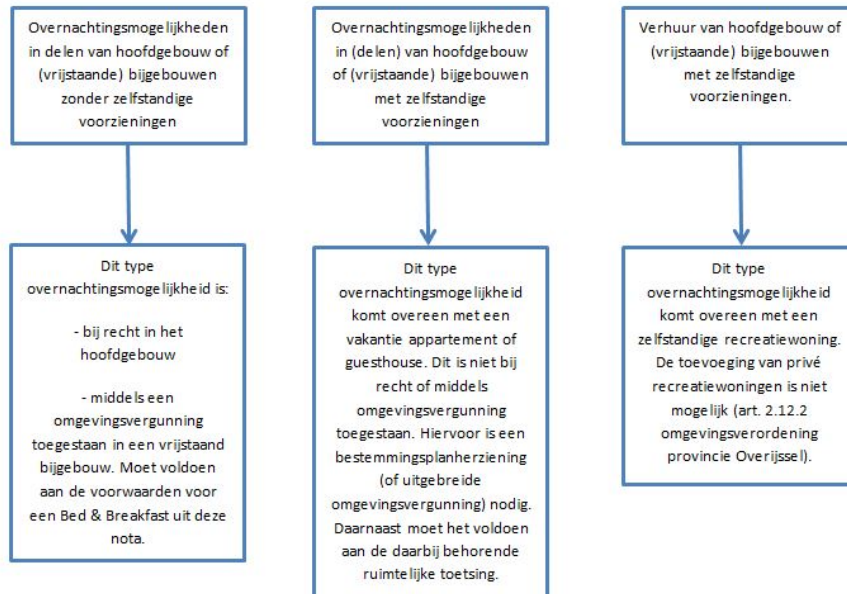 Overnachtingsmogelijkheden
in delen van hoofdgebouw of
(vrijstaande) bijgebouwen
zonder zelfstandige
voorzieningen
Overnachtingsmogelijkheden
in (delen) van hoofdgebouw
of (vrijstaande) bijgebouwen
met zelfstandige
voorzieningen
Verhuur van hoofdgebouw of
(vrijstaande) bijgebouwen
met zelfstandige
voorzieningen.
Dit type
overnachtingsmogelijkheid is:
- bij recht in het
hoofdgebouw
- middels een
omgevingsvergunning
toegestaan in een vrijstaand
bijgebouw. Moet voldoen
aan de voorwaarden voor
een Bed & Breakfast uit deze
nota.
Dit type
overnachtingsmogelijkheid
komt overeen met een
vakantie appartement of
guesthouse. Dit is niet bij
recht of middels
omgevingsvergunning
toegestaan. Hiervoor is een
bestemmingsplanherziening
(of uitgebreide
omgevingsvergunning) nodig.
Daarnaast moet het voldoen
aan de daarbij behorende
ruimtelijke toetsing.
Dit type
overnachtingsmogelijkheid
komt overeen met een
zelfstandige recreatiewoning.
De toevoeging van privé
recreatiewoningen is niet
mogelijk (art. 2.12.2
omgevingsverordening
provincie Overijssel).